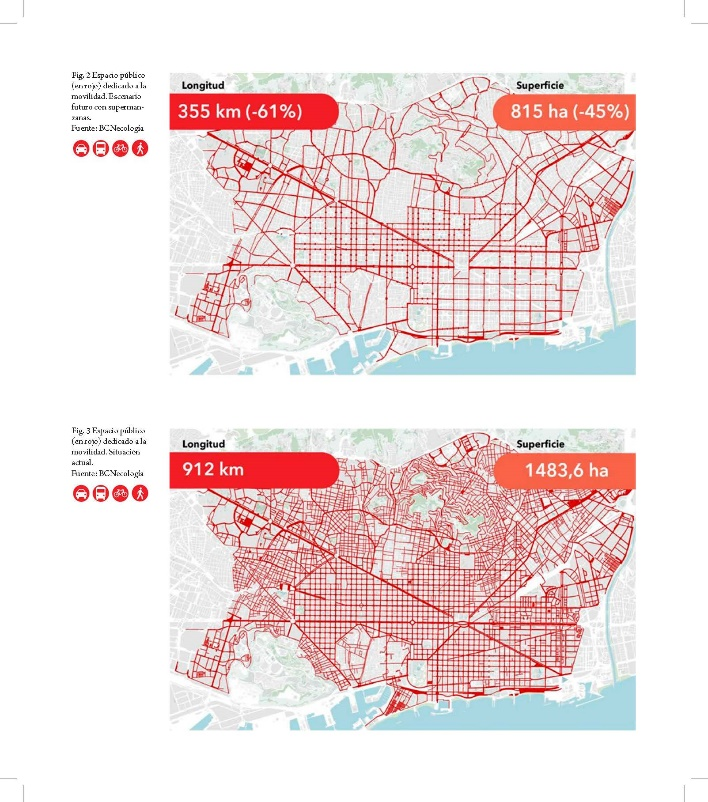 Fig. 2 Espacio público
(en rojo) dedicado a la
movilidad. Escenario
futuro con superman-
zanas.
Fuente: BCNecología
Longitud
355 km (-61%)
Superficie
815 ha (-45%)
Fig. 3 Espacio público
(en rojo) dedicado a la
movilidad. Situación
actual.
Fuente: BCNecología
Longitud
912 km
Superficie
1483,6 ha